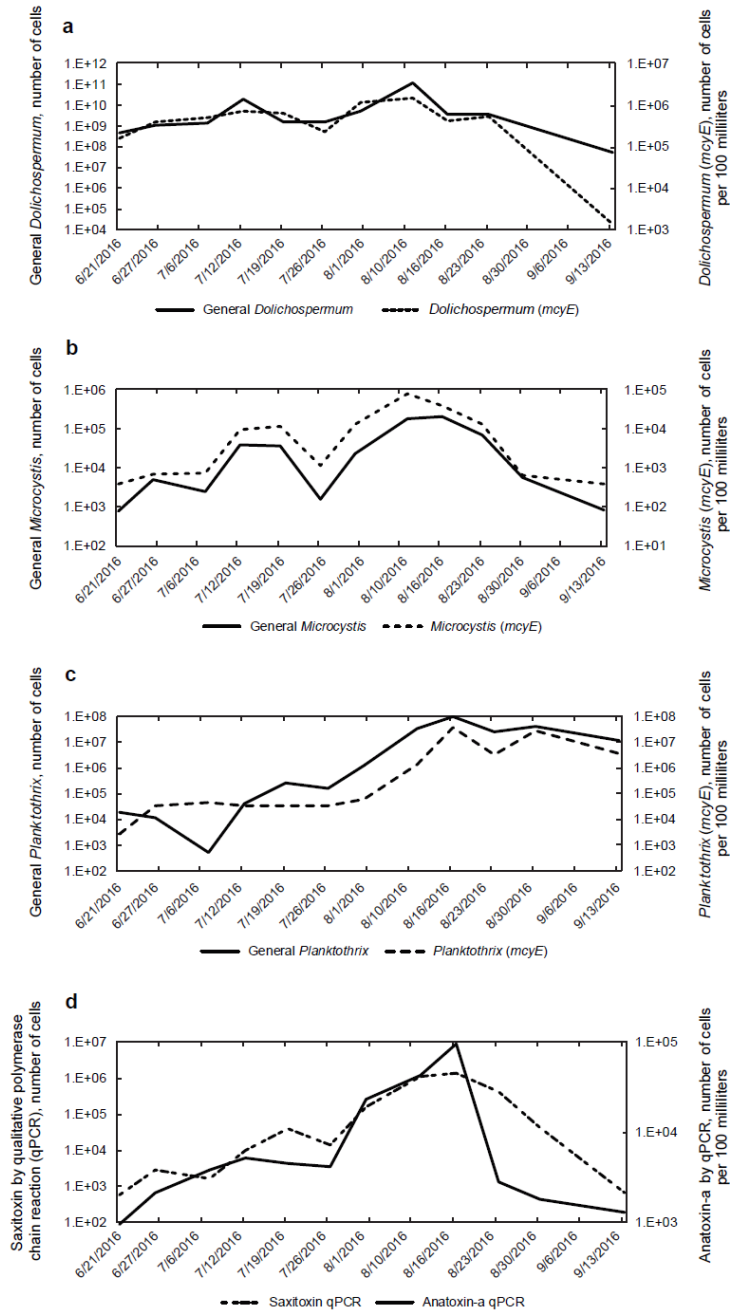 a
General Dolichospermum, number of cells
1.E+12
1.E+11
1.E+10
1.E+09
1.E+08
1.E+07
1.E+06
1.E+05
1.E+04
1.E+07
1.E+06
1.E+05
1.E+04
1.E+03
Dolichospermum (mcyE), number of cells
per 100 milliliters
6/21/2016
6/27/2016
7/6/2016
7/12/2016
7/19/2016
7/26/2016
8/1/2016
8/10/2016
8/16/2016
8/23/2016
8/30/2016
9/6/2016
9/13/2016
General Dolichospermum
Dolichospermum (mcyE)
b
General Microcystis, number of cells
1.E+06
1.E+05
1.E+04
1.E+03
1.E+02
1.E+05
1.E+04
1.E+03
1.E+02
1.E+01
Microcystis (mcyE), number of cells
per 100 milliliters
6/21/2016
6/27/2016
7/6/2016
7/12/2016
7/19/2016
7/26/2016
8/1/2016
8/10/2016
8/16/2016
8/23/2016
8/30/2016
9/6/2016
9/13/2016
General Microcystis
Microcystis (mcyE)
c
General Planktothrix, number of cells
1.E+08
1.E+07
1.E+06
1.E+05
1.E+04
1.E+03
1.E+02
1.E+08
1.E+07
1.E+06
1.E+05
1.E+04
1.E+03
1.E+02
Planktothrix (mcyE), number of cells
per 100 milliliters
6/21/2016
6/27/2016
7/6/2016
7/12/2016
7/19/2016
7/26/2016
8/1/2016
8/10/2016
8/16/2016
8/23/2016
8/30/2016
9/6/2016
9/13/2016
General Planktothrix
Planktothrix (mcyE)
d
Saxitoxin by qualitative polymerase
chain reaction (qPCR), number of cells
1.E+07
1.E+06
1.E+05
1.E+04
1.E+03
1.E+02
1.E+05
1.E+04
1.E+03
Anatoxin-a by qPCR, number of cells
per 100 milliliters
6/21/2016
6/27/2016
7/6/2016
7/12/2016
7/19/2016
7/26/2016
8/1/2016
8/10/2016
8/16/2016
8/23/2016
8/30/2016
9/6/2016
9/13/2016
Saxitoxin qPCR
Anatoxin-a qPCR